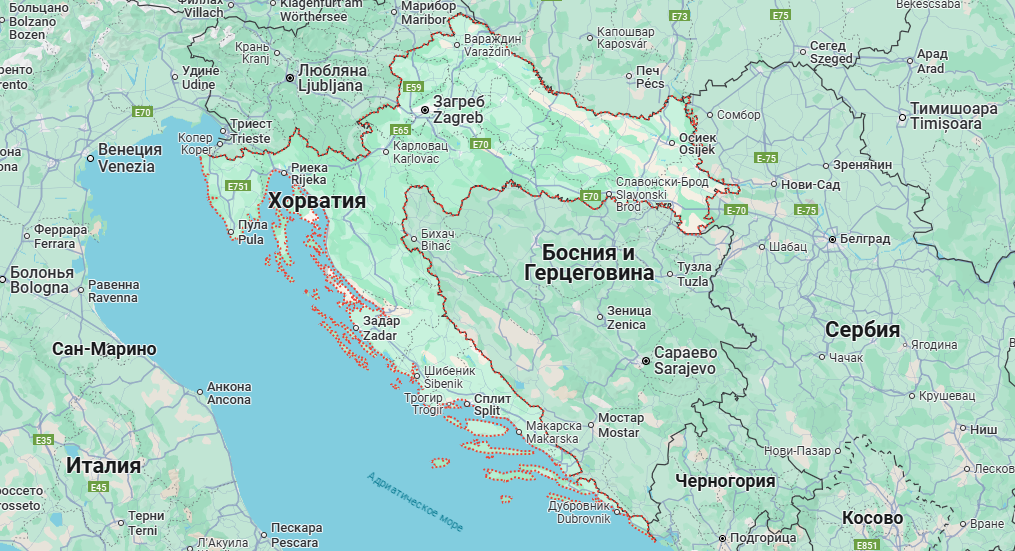 Больцано
Bolzano
Филлах
Villach
Klagenfurt am
Wörthersee
Марибор
Maribor
Békéscsaba
E73
E75
Капошвар
Kaposvár
Сегед
Szeged
Арад
Arad
Крань
Kranj
Вараждин
Varaždin
Удине
Udine
Любляна
Ljubljana
Печ
Pécs
E59
Загреб
Zagreb
Тимишоара
Timișoara
E70
Триест
Trieste
Копер
Koper
E65
E70
Карловац
Karlovac
Сомбор
Осиек
Osijek
Венеция
Venezia
E-75
Зренянин
Риека
Rijeka
E751
Хорватия
Славонски-Брод
Slavonski
Brod
E70
Нови-Сад
E-70
E-75
Пула
Pula
Феррара
Ferrara
Бихач
Bihać
Белград
Шабац
Босния и
Герцеговина
Тузла
Tuzla
Болонья
Bologna
Равенна
Ravenna
Зеница
Zenica
Задар
Zadar
Сербия
Сан-Марино
Ягодина
Сараево
Sarajevo
Чачак
Шибеник
Šibenik
Анкона
Ancona
Трогир
Trogir
Сплит
Split
Крушевац
Макарска
Makarska
Мостар
Mostar
Ниш
E35
Нови-Пазар
Италия
E45
Лесков
Черногория
Адриатическое море
Дубровник
Dubrovnik
Терни
Terni
Косово
Вране
Пескара
Pescara
Л'Акуила
Подгорица
E851